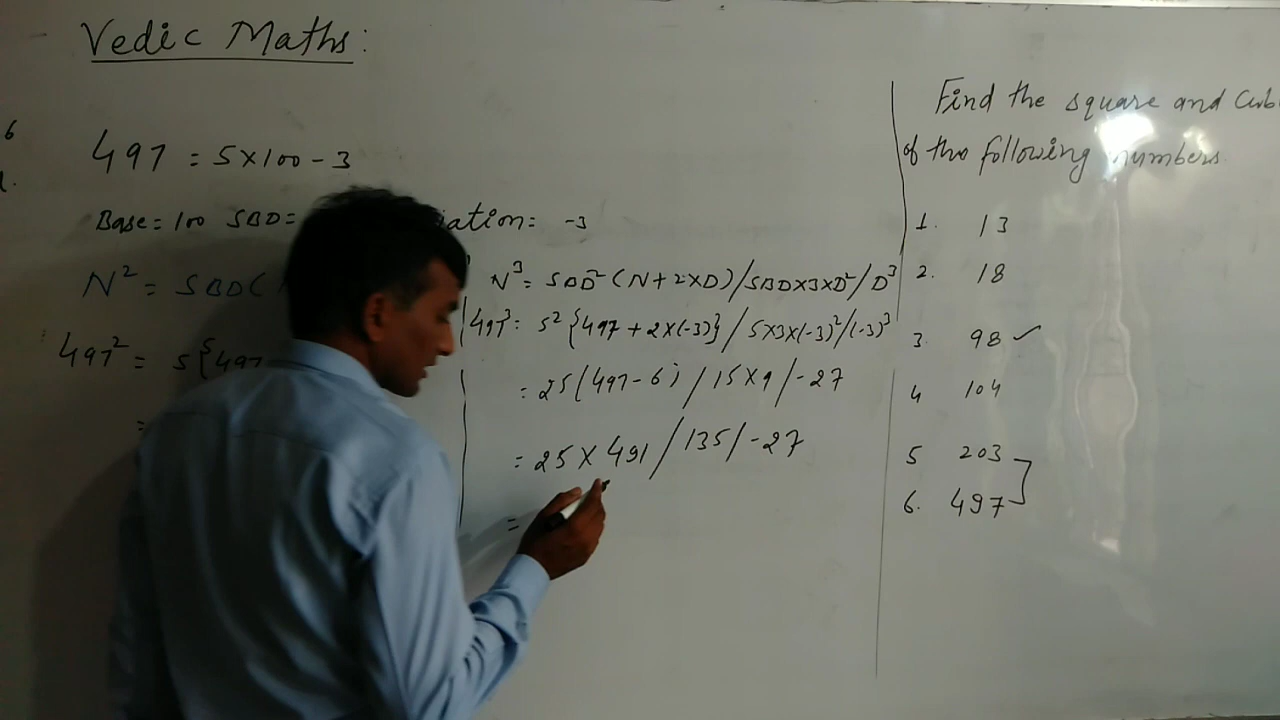 Vedic Maths:
6
497 = 5×100-3
Base = 100 SBD= iation = -3
N² = SBD(
497² = 5{497
=
N³ = SBD²(N+2×D)/SBD×3×D²/D³
497³ = 5²{497+2×(-3)}/5×3×(-3)²/(-3)³
= 25(497-6)/15×9/-27
= 25×491/135/-27
=
Find the square and Cub
of the following numbers
1. 13
2. 18
3. 98 ✓
4 104
5 203
6. 497